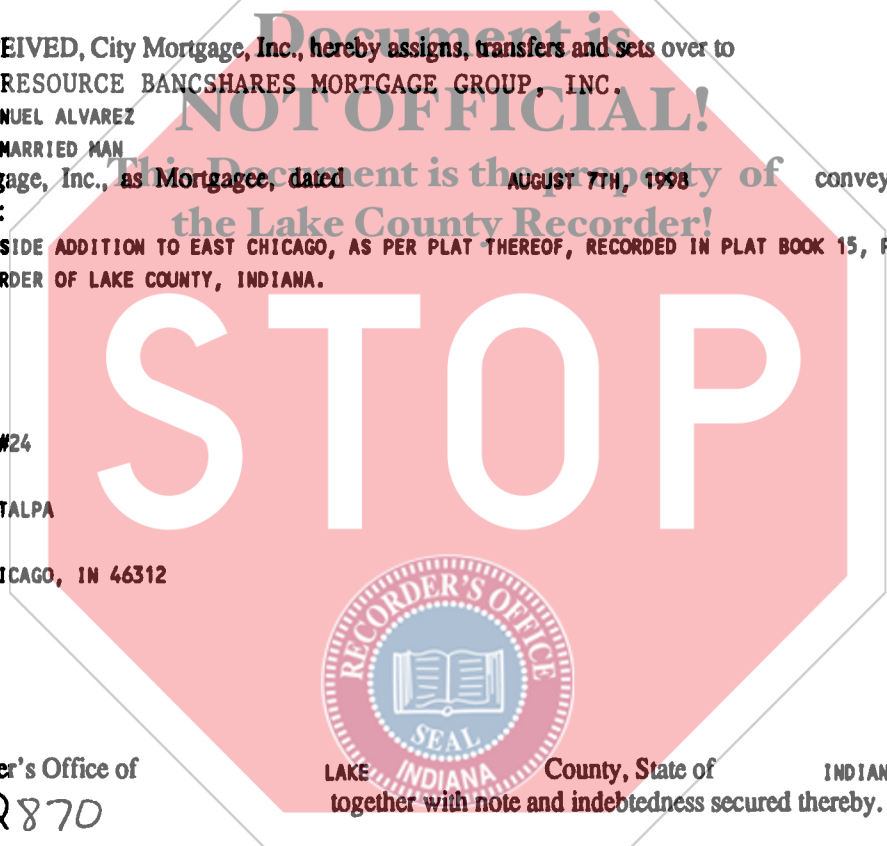 Document is
EIVED, City Mortgage, Inc., hereby assigns, transfers and sets over to
RESOURCE BANCSHARES MORTGAGE GROUP, INC.
NOT OFFICIAL!
NUEL ALVAREZ
MARRIED MAN
This Document is the property of
gage, Inc., as Mortgagee, dated AUGUST 7TH, 1998 convey
:
the Lake County Recorder!
SIDE ADDITION TO EAST CHICAGO, AS PER PLAT THEREOF, RECORDED IN PLAT BOOK 15, P
RDER OF LAKE COUNTY, INDIANA.
STOP
#24
TALPA
ICAGO, IN 46312
RECORDER'S OFFICE
SEAL
INDIANA
er's Office of LAKE County, State of INDIAN
870 together with note and indebtedness secured thereby.